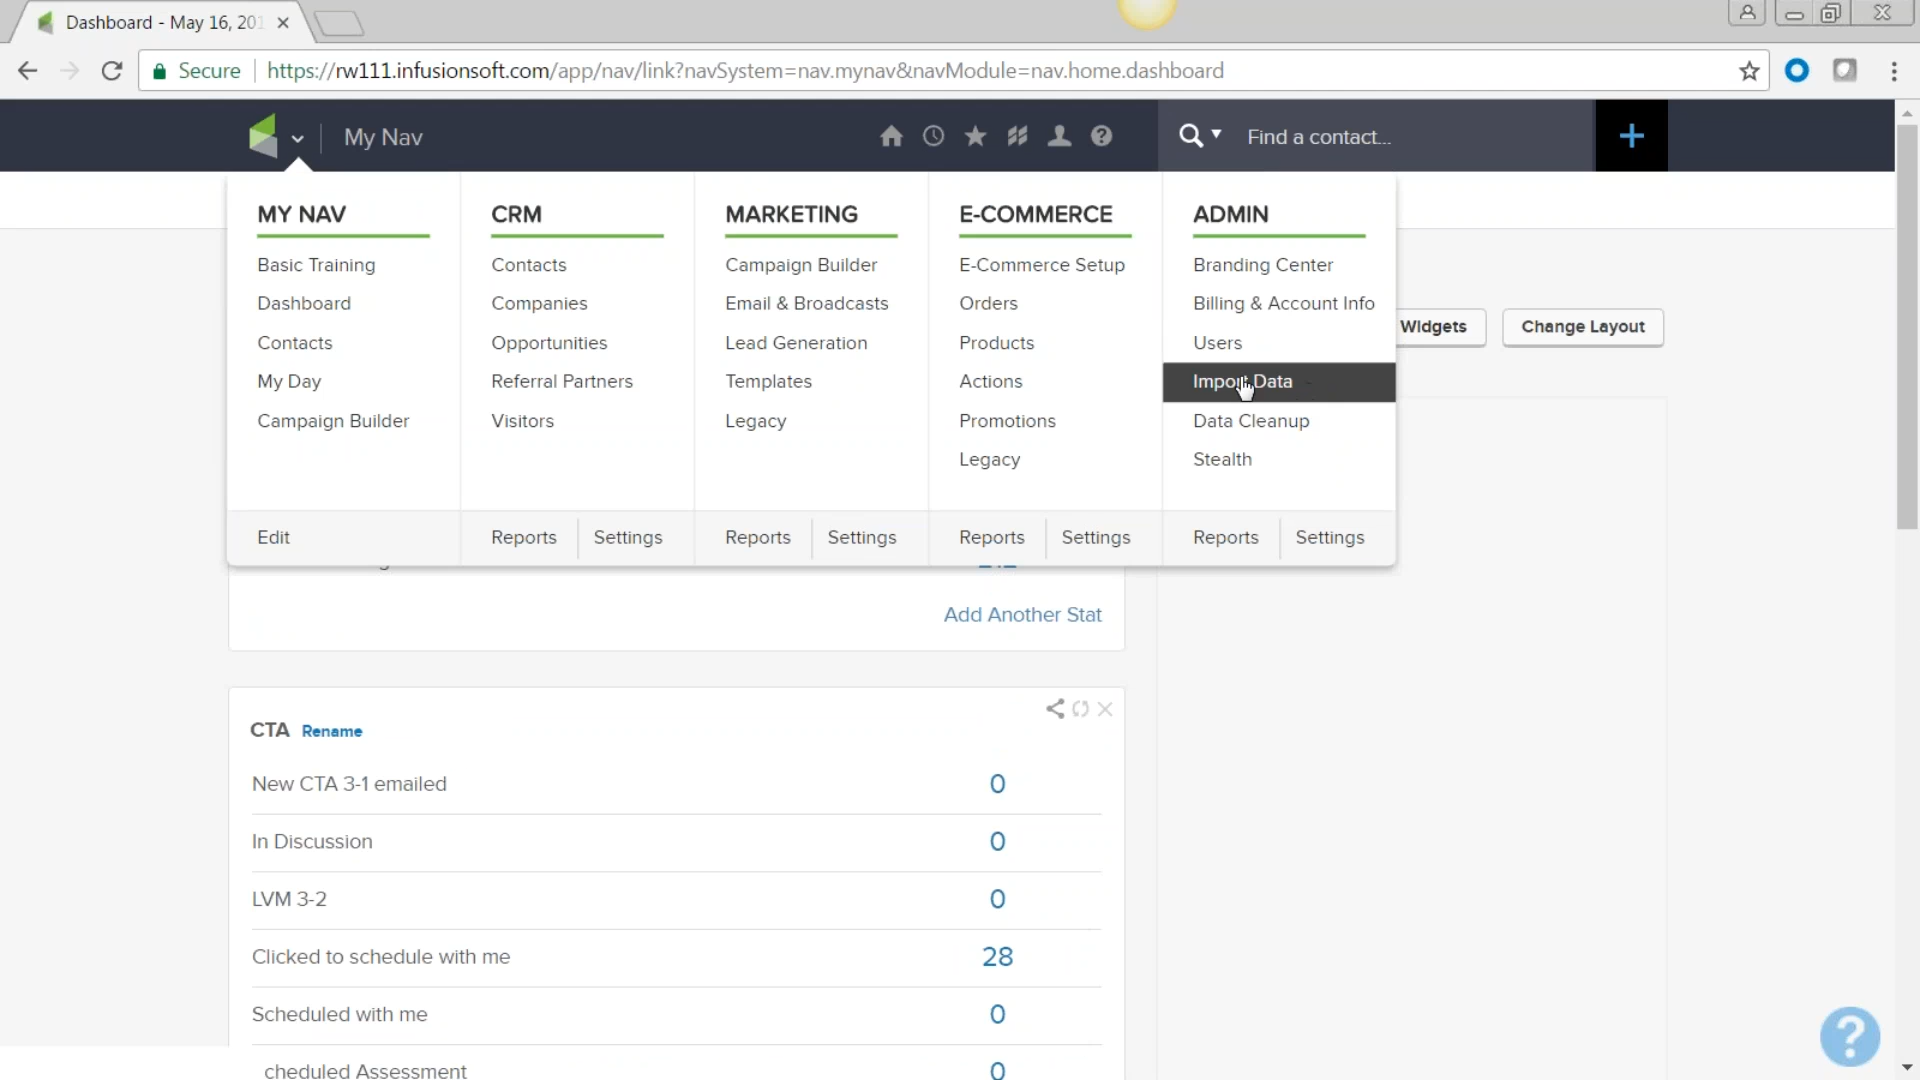 Dashboard - May 16, 201
Secure https://rw111.infusionsoft.com/app/nav/link?navSystem=nav.mynav&navModule=nav.home.dashboard
My Nav
Find a contact...
MY NAV
Basic Training
Dashboard
Contacts
My Day
Campaign Builder
Edit
CRM
Contacts
Companies
Opportunities
Referral Partners
Visitors
Reports Settings
MARKETING
Campaign Builder
Email & Broadcasts
Lead Generation
Templates
Legacy
Reports Settings
E-COMMERCE
E-Commerce Setup
Orders
Products
Actions
Promotions
Legacy
Reports Settings
ADMIN
Branding Center
Billing & Account Info
Users
Import Data
Data Cleanup
Stealth
Reports Settings
Widgets
Change Layout
Add Another Stat
CTA Rename
New CTA 3-1 emailed 0
In Discussion 0
LVM 3-2 0
Clicked to schedule with me 28
Scheduled with me 0
cheduled Assessment 0